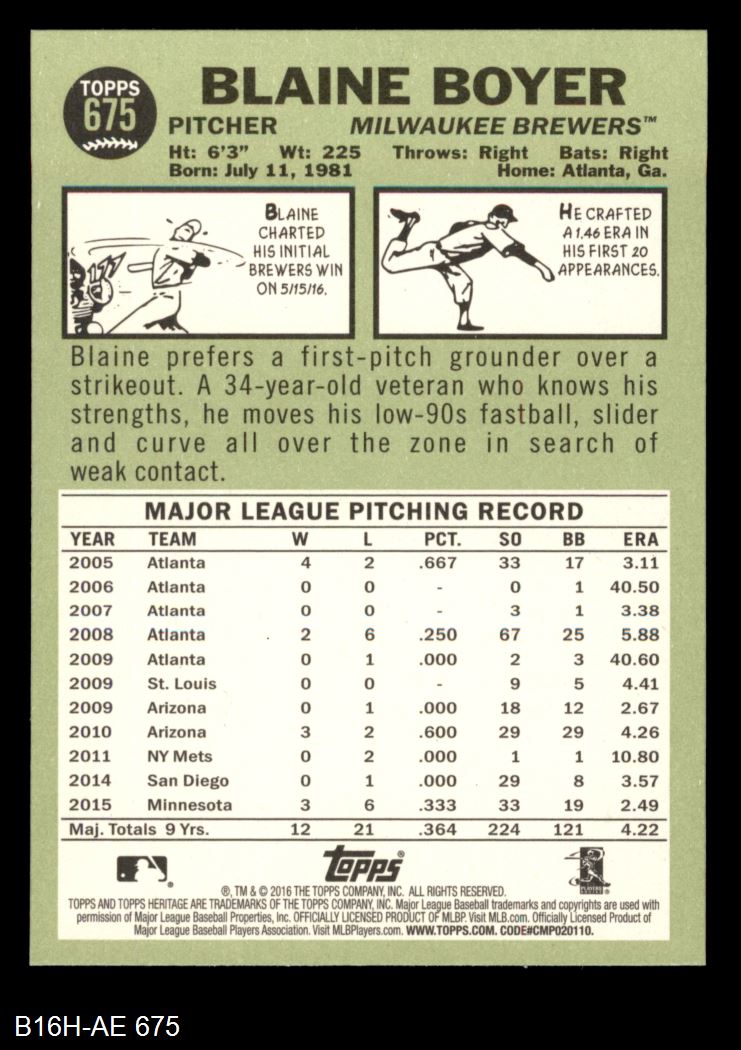 TOPPS
675
BLAINE BOYER
PITCHER MILWAUKEE BREWERS™
Ht: 6'3" Wt: 225 Throws: Right Bats: Right
Born: July 11, 1981 Home: Atlanta, Ga.
BLAINE
CHARTED
HIS INITIAL
BREWERS WIN
ON 5/15/16.
HE CRAFTED
A 1.46 ERA IN
HIS FIRST 20
APPEARANCES.
Blaine prefers a first-pitch grounder over a
strikeout. A 34-year-old veteran who knows his
strengths, he moves his low-90s fastball, slider
and curve all over the zone in search of
weak contact.
MAJOR LEAGUE PITCHING RECORD
YEAR TEAM W L PCT. SO BB ERA
2005 Atlanta 4 2 .667 33 17 3.11
2006 Atlanta 0 0 - 0 1 40.50
2007 Atlanta 0 0 - 3 1 3.38
2008 Atlanta 2 6 .250 67 25 5.88
2009 Atlanta 0 1 .000 2 3 40.60
2009 St. Louis 0 0 - 9 5 4.41
2009 Arizona 0 1 .000 18 12 2.67
2010 Arizona 3 2 .600 29 29 4.26
2011 NY Mets 0 2 .000 1 1 10.80
2014 San Diego 0 1 .000 29 8 3.57
2015 Minnesota 3 6 .333 33 19 2.49
Maj. Totals 9 Yrs. 12 21 .364 224 121 4.22
Topps®
PLAYERS
CHOICE
®, TM & © 2016 THE TOPPS COMPANY, INC. ALL RIGHTS RESERVED.
TOPPS AND TOPPS HERITAGE ARE TRADEMARKS OF THE TOPPS COMPANY, INC. Major League Baseball trademarks and copyrights are used with
permission of Major League Baseball Properties, Inc. OFFICIALLY LICENSED PRODUCT OF MLBP. Visit MLB.com. Officially Licensed Product of
Major League Baseball Players Association. Visit MLBPlayers.com. WWW.TOPPS.COM. CODE#CMP020110.
B16H-AE 675